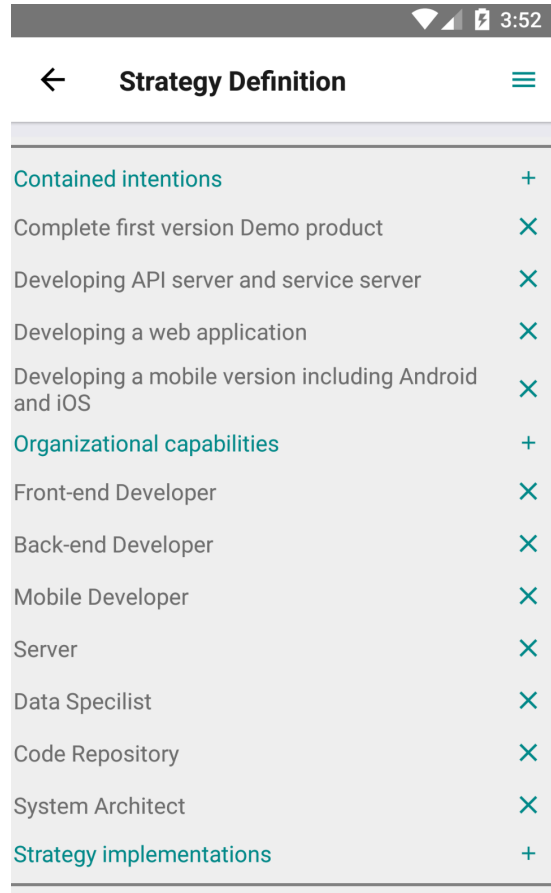 3:52
Strategy Definition
Contained intentions +
Complete first version Demo product
Developing API server and service server
Developing a web application
Developing a mobile version including Android
and iOS
Organizational capabilities +
Front-end Developer
Back-end Developer
Mobile Developer
Server
Data Specilist
Code Repository
System Architect
Strategy implementations +